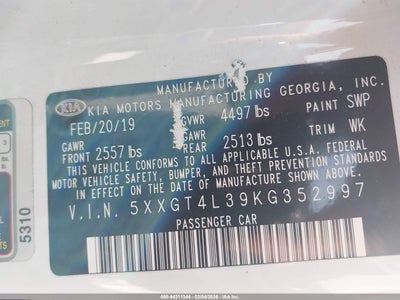 MANUFACTURED BY
KIA KIA MOTORS MANUFACTURING GEORGIA, INC.
FEB/20/19 GVWR 4497 lbs PAINT SWP
GAWR FRONT 2557 lbs GAWR REAR 2513 lbs TRIM WK
THIS VEHICLE CONFORMS TO ALL APPLICABLE U.S.A. FEDERAL
MOTOR VEHICLE SAFETY, BUMPER, AND THEFT PREVENTION STANDARDS
IN EFFECT ON THE DATE OF MANUFACTURE SHOWN ABOVE.
V.I.N. 5XXGT4L39KG352997
PASSENGER CAR
5310